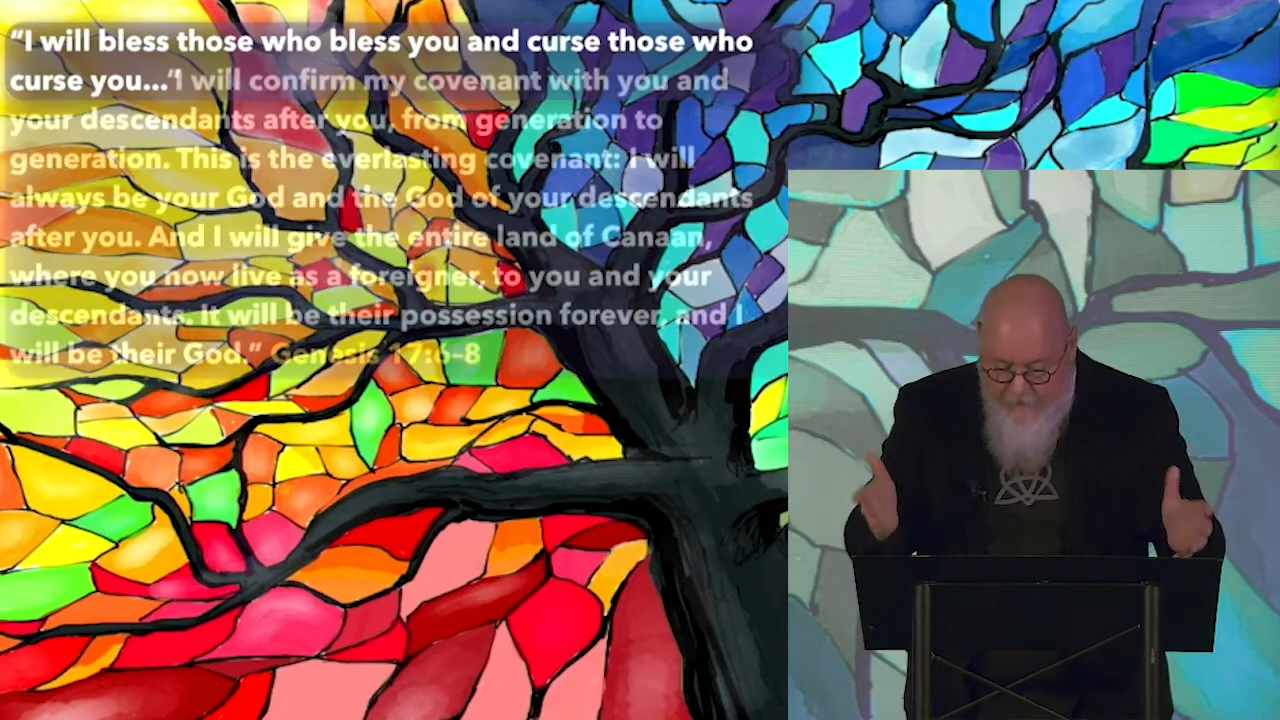 “I will bless those who bless you and curse those who
curse you...“I will confirm my covenant with you and
your descendants after you, from generation to
generation. This is the everlasting covenant: I will
always be your God and the God of your descendants
after you. And I will give the entire land of Canaan,
where you now live as a foreigner, to you and your
descendants. It will be their possession forever, and I
will be their God.” Genesis 17:6-8